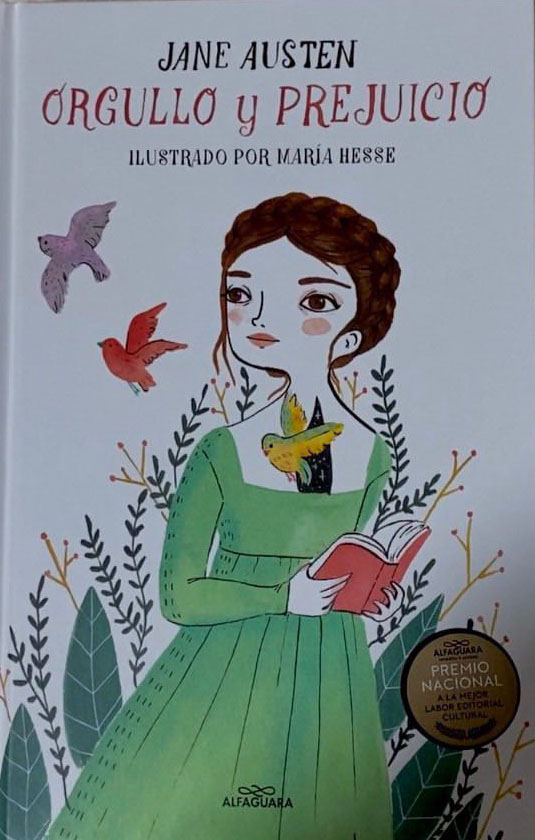 JANE AUSTEN
ORGULLO y PREJUICIO
ILUSTRADO POR MARÍA HESSE
ALFAGUARA
PREMIO
NACIONAL
A LA MEJOR
LABOR EDITORIAL
CULTURAL
ALFAGUARA